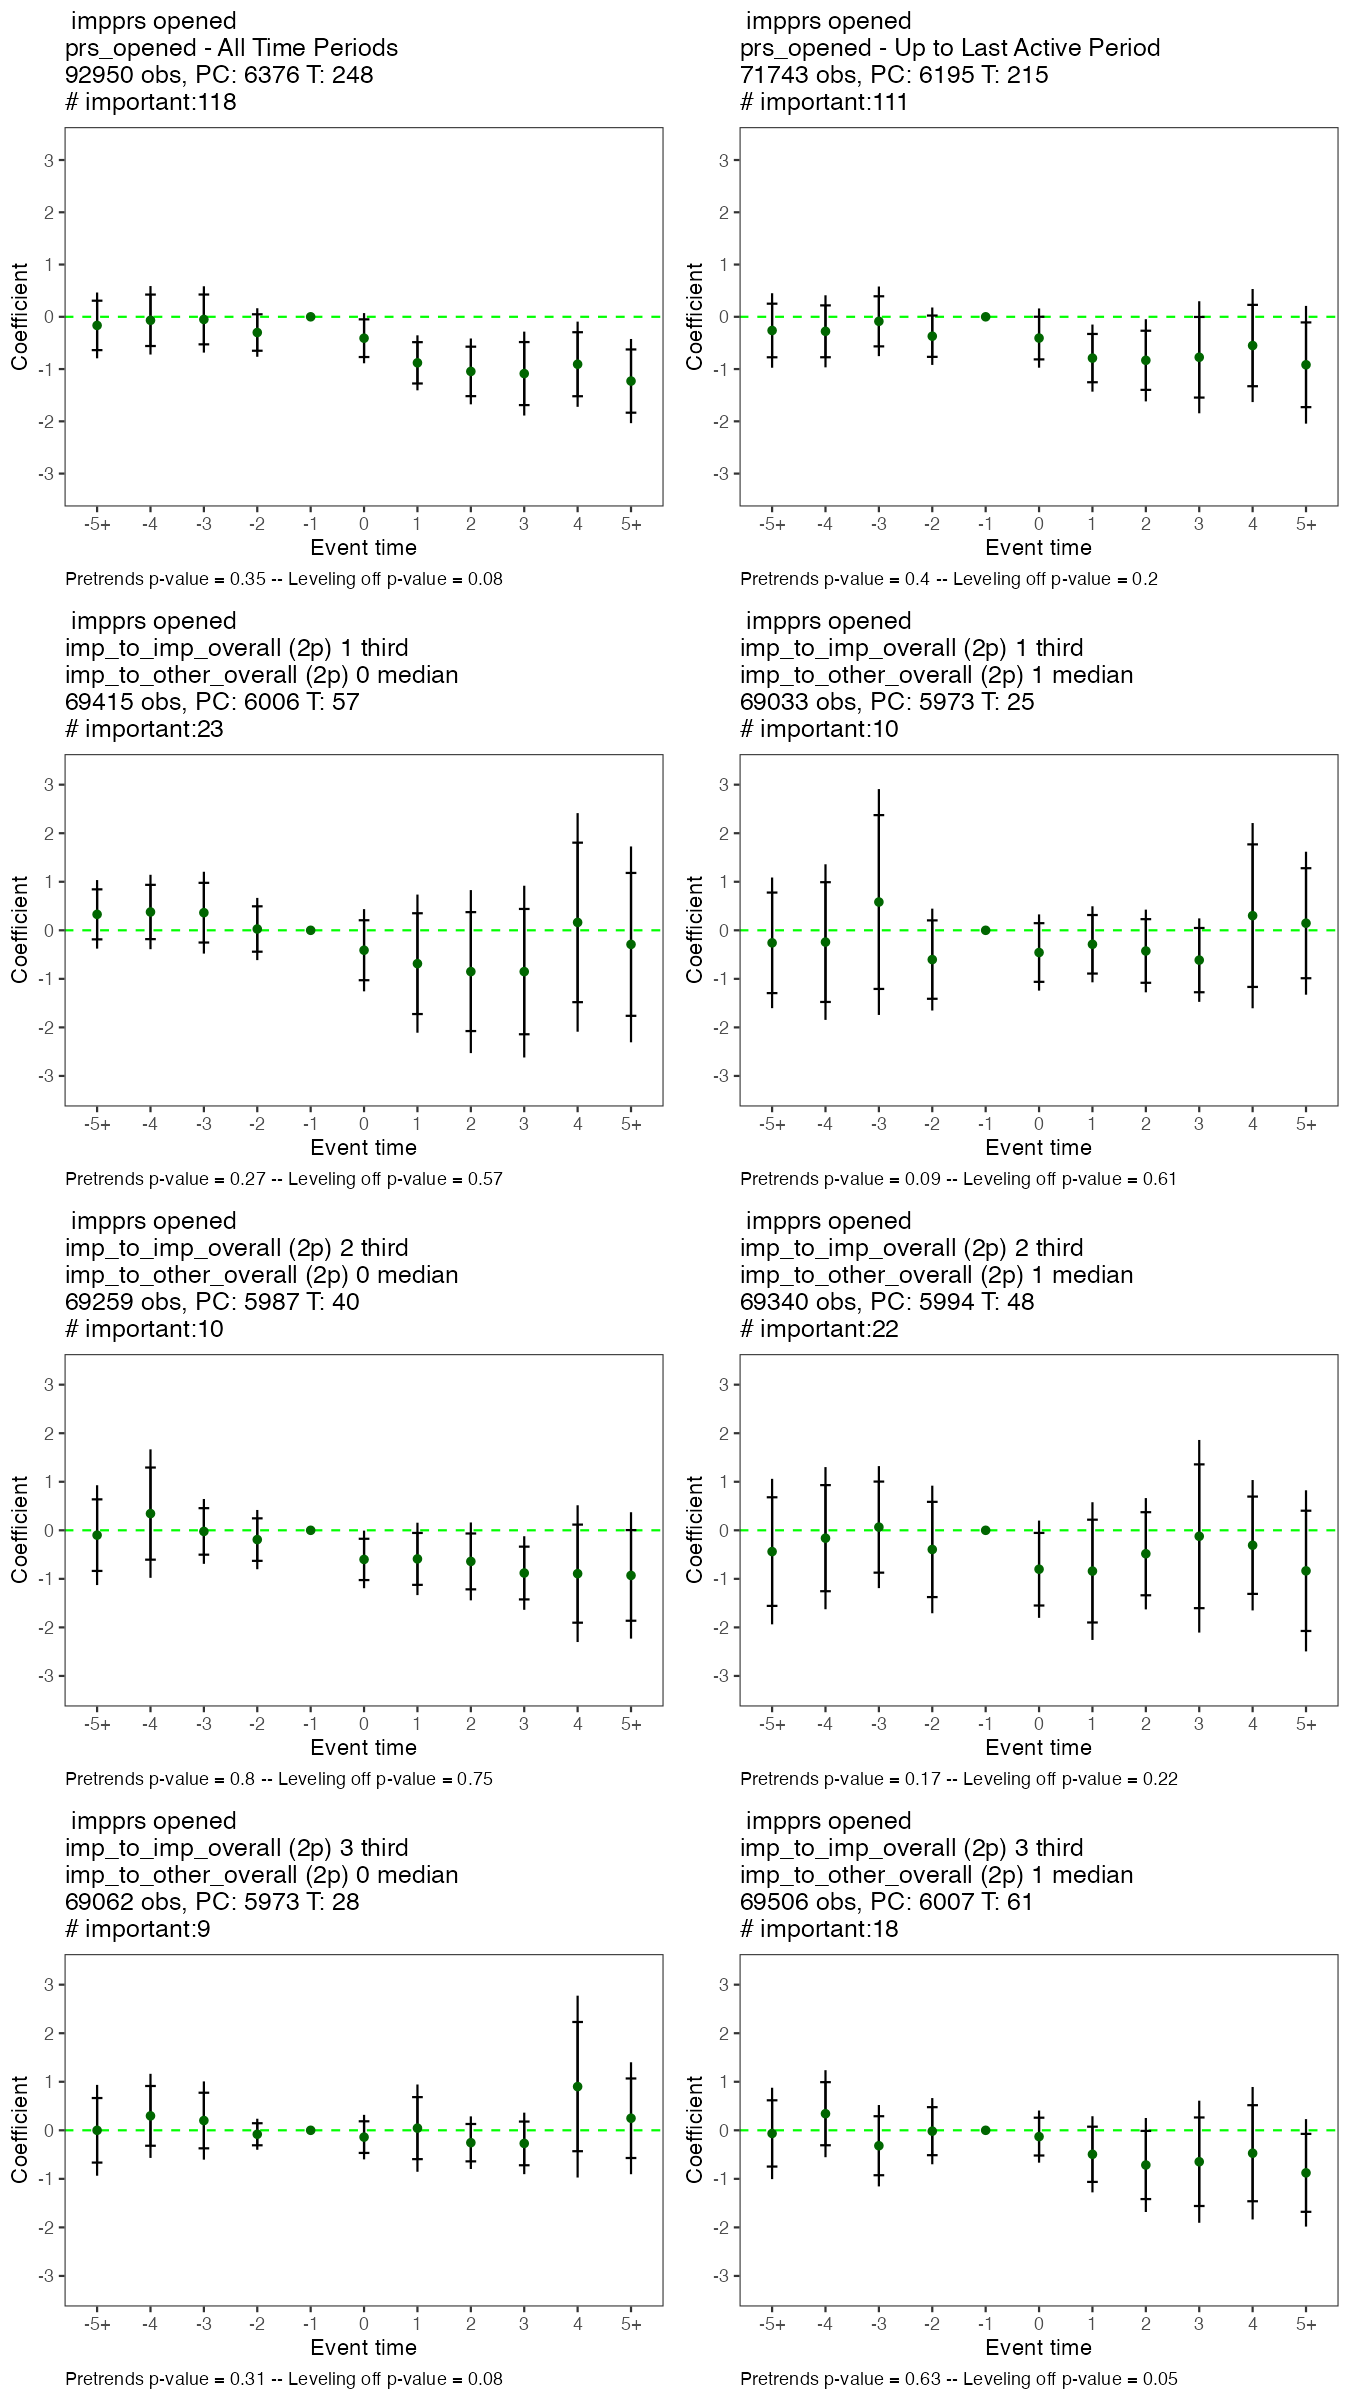 impprs opened
prs_opened - All Time Periods
92950 obs, PC: 6376 T: 248
# important:118
3
2
1
0
-1
-2
-3
Coefficient
-5+ -4 -3 -2 -1 0 1 2 3 4 5+
Event time
Pretrends p-value = 0.35 -- Leveling off p-value = 0.08
impprs opened
prs_opened - Up to Last Active Period
71743 obs, PC: 6195 T: 215
# important:111
3
2
1
0
-1
-2
-3
Coefficient
-5+ -4 -3 -2 -1 0 1 2 3 4 5+
Event time
Pretrends p-value = 0.4 -- Leveling off p-value = 0.2
impprs opened
imp_to_imp_overall (2p) 1 third
imp_to_other_overall (2p) 0 median
69415 obs, PC: 6006 T: 57
# important:23
3
2
1
0
-1
-2
-3
Coefficient
-5+ -4 -3 -2 -1 0 1 2 3 4 5+
Event time
Pretrends p-value = 0.27 -- Leveling off p-value = 0.57
impprs opened
imp_to_imp_overall (2p) 1 third
imp_to_other_overall (2p) 1 median
69033 obs, PC: 5973 T: 25
# important:10
3
2
1
0
-1
-2
-3
Coefficient
-5+ -4 -3 -2 -1 0 1 2 3 4 5+
Event time
Pretrends p-value = 0.09 -- Leveling off p-value = 0.61
impprs opened
imp_to_imp_overall (2p) 2 third
imp_to_other_overall (2p) 0 median
69259 obs, PC: 5987 T: 40
# important:10
3
2
1
0
-1
-2
-3
Coefficient
-5+ -4 -3 -2 -1 0 1 2 3 4 5+
Event time
Pretrends p-value = 0.8 -- Leveling off p-value = 0.75
impprs opened
imp_to_imp_overall (2p) 2 third
imp_to_other_overall (2p) 1 median
69340 obs, PC: 5994 T: 48
# important:22
3
2
1
0
-1
-2
-3
Coefficient
-5+ -4 -3 -2 -1 0 1 2 3 4 5+
Event time
Pretrends p-value = 0.17 -- Leveling off p-value = 0.22
impprs opened
imp_to_imp_overall (2p) 3 third
imp_to_other_overall (2p) 0 median
69062 obs, PC: 5973 T: 28
# important:9
3
2
1
0
-1
-2
-3
Coefficient
-5+ -4 -3 -2 -1 0 1 2 3 4 5+
Event time
Pretrends p-value = 0.31 -- Leveling off p-value = 0.08
impprs opened
imp_to_imp_overall (2p) 3 third
imp_to_other_overall (2p) 1 median
69506 obs, PC: 6007 T: 61
# important:18
3
2
1
0
-1
-2
-3
Coefficient
-5+ -4 -3 -2 -1 0 1 2 3 4 5+
Event time
Pretrends p-value = 0.63 -- Leveling off p-value = 0.05